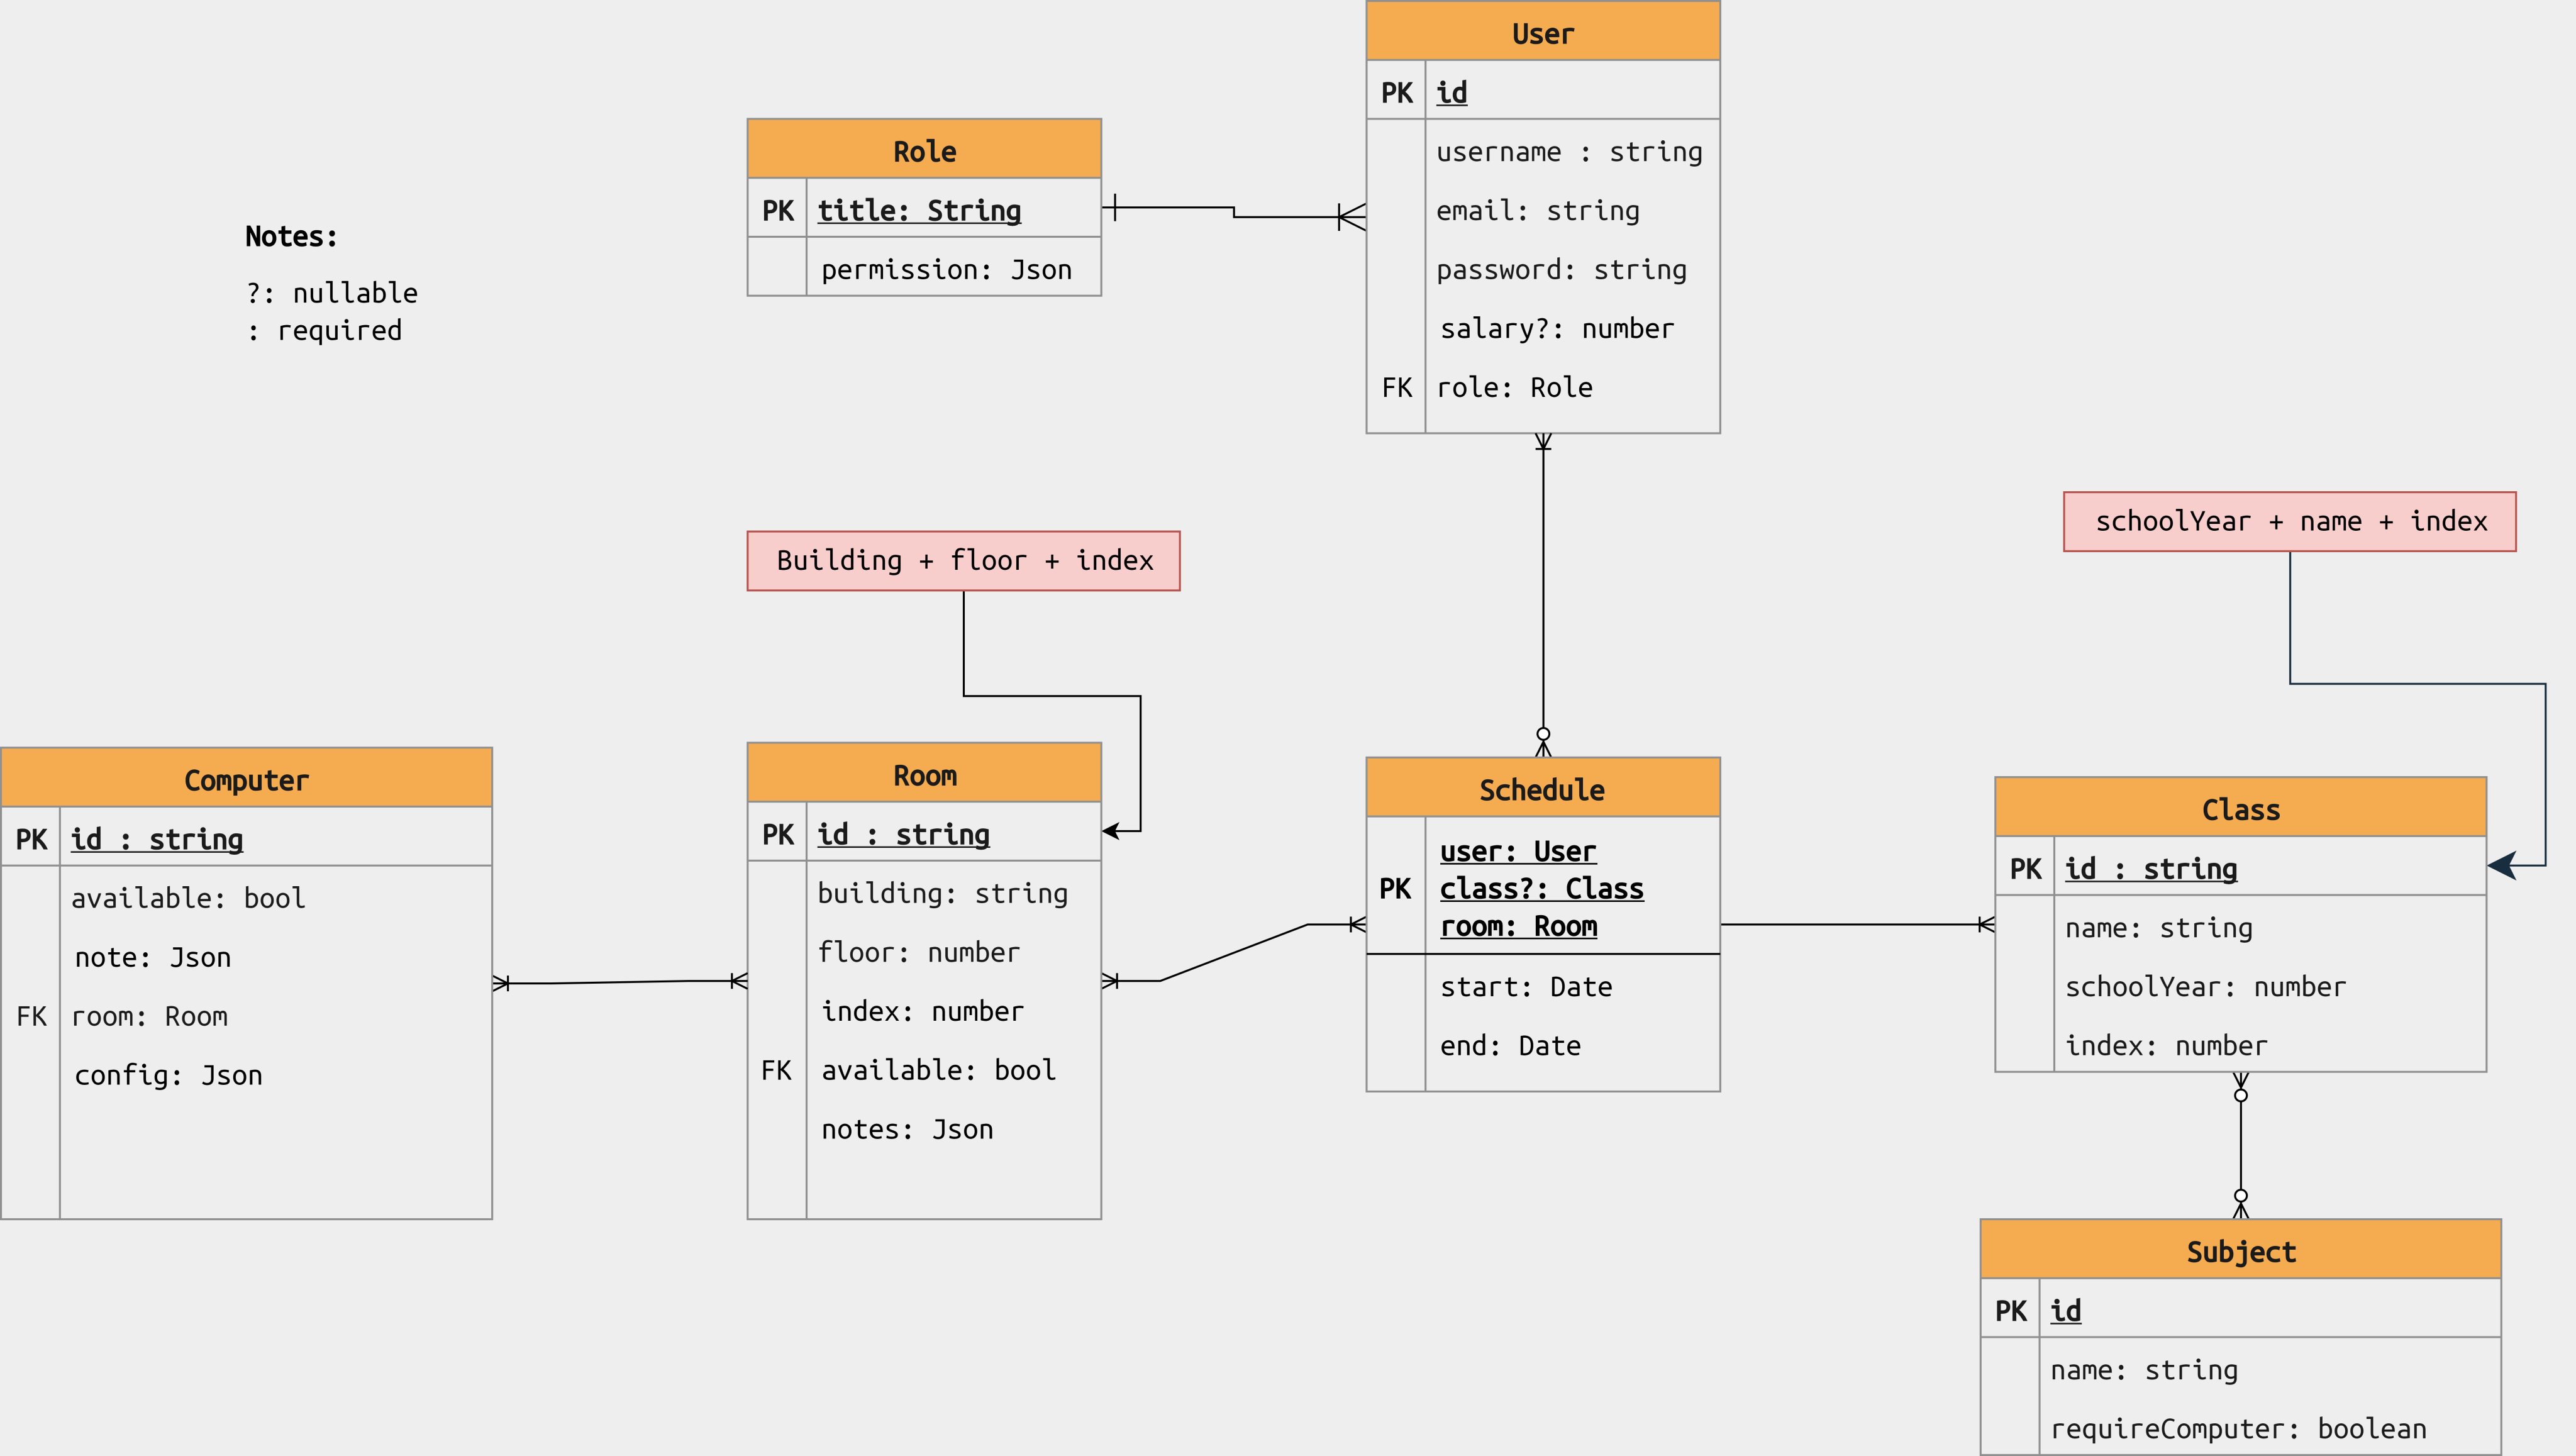 User
PK id
username : string
email: string
password: string
salary?: number
FK role: Role
Role
PK title: String
permission: Json
Notes:
?: nullable
: required
schoolYear + name + index
Building + floor + index
Computer
PK id : string
available: bool
note: Json
FK room: Room
config: Json
Room
PK id : string
building: string
floor: number
index: number
FK available: bool
notes: Json
Schedule
user: User
PK class?: Class
room: Room
start: Date
end: Date
Class
PK id : string
name: string
schoolYear: number
index: number
Subject
PK id
name: string
requireComputer: boolean